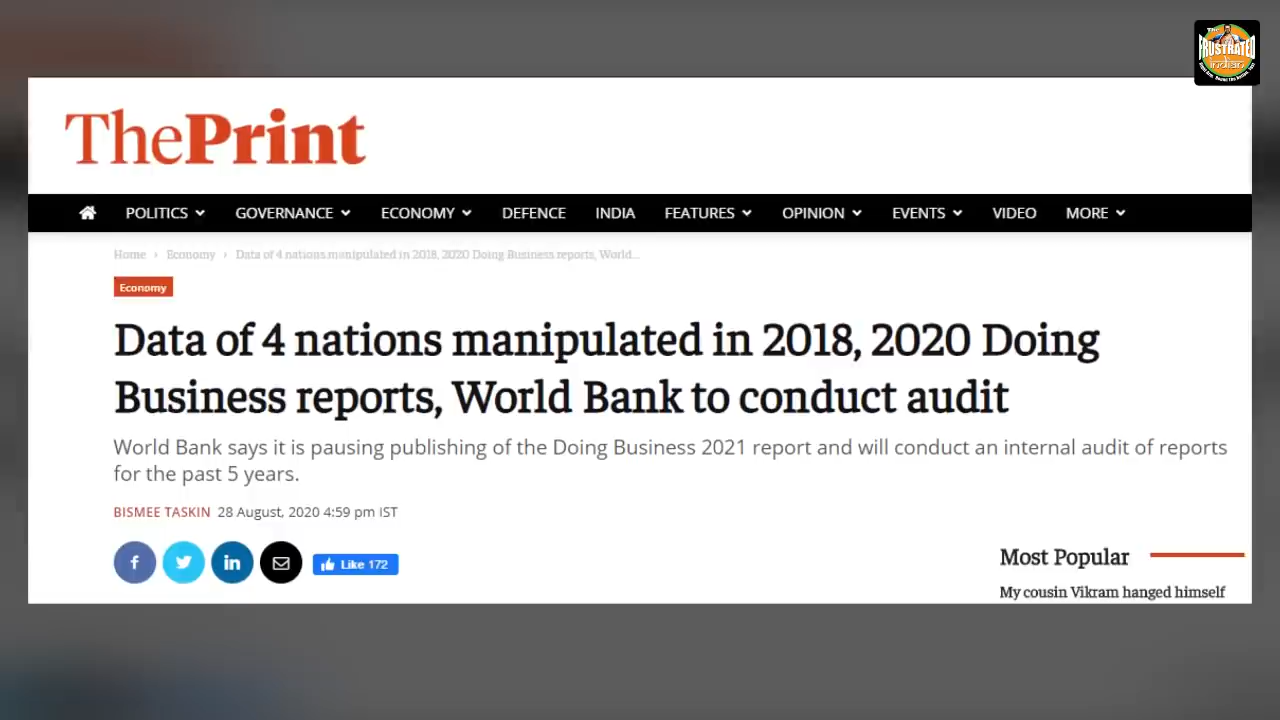 The
FRUSTRATED
indian
ThePrint
POLITICS GOVERNANCE ECONOMY DEFENCE INDIA FEATURES OPINION EVENTS VIDEO MORE
Home › Economy › Data of 4 nations manipulated in 2018, 2020 Doing Business reports, World...
Economy
Data of 4 nations manipulated in 2018, 2020 Doing
Business reports, World Bank to conduct audit
World Bank says it is pausing publishing of the Doing Business 2021 report and will conduct an internal audit of reports
for the past 5 years.
BISMEE TASKIN 28 August, 2020 4:59 pm IST
Like 172
Most Popular
My cousin Vikram hanged himself